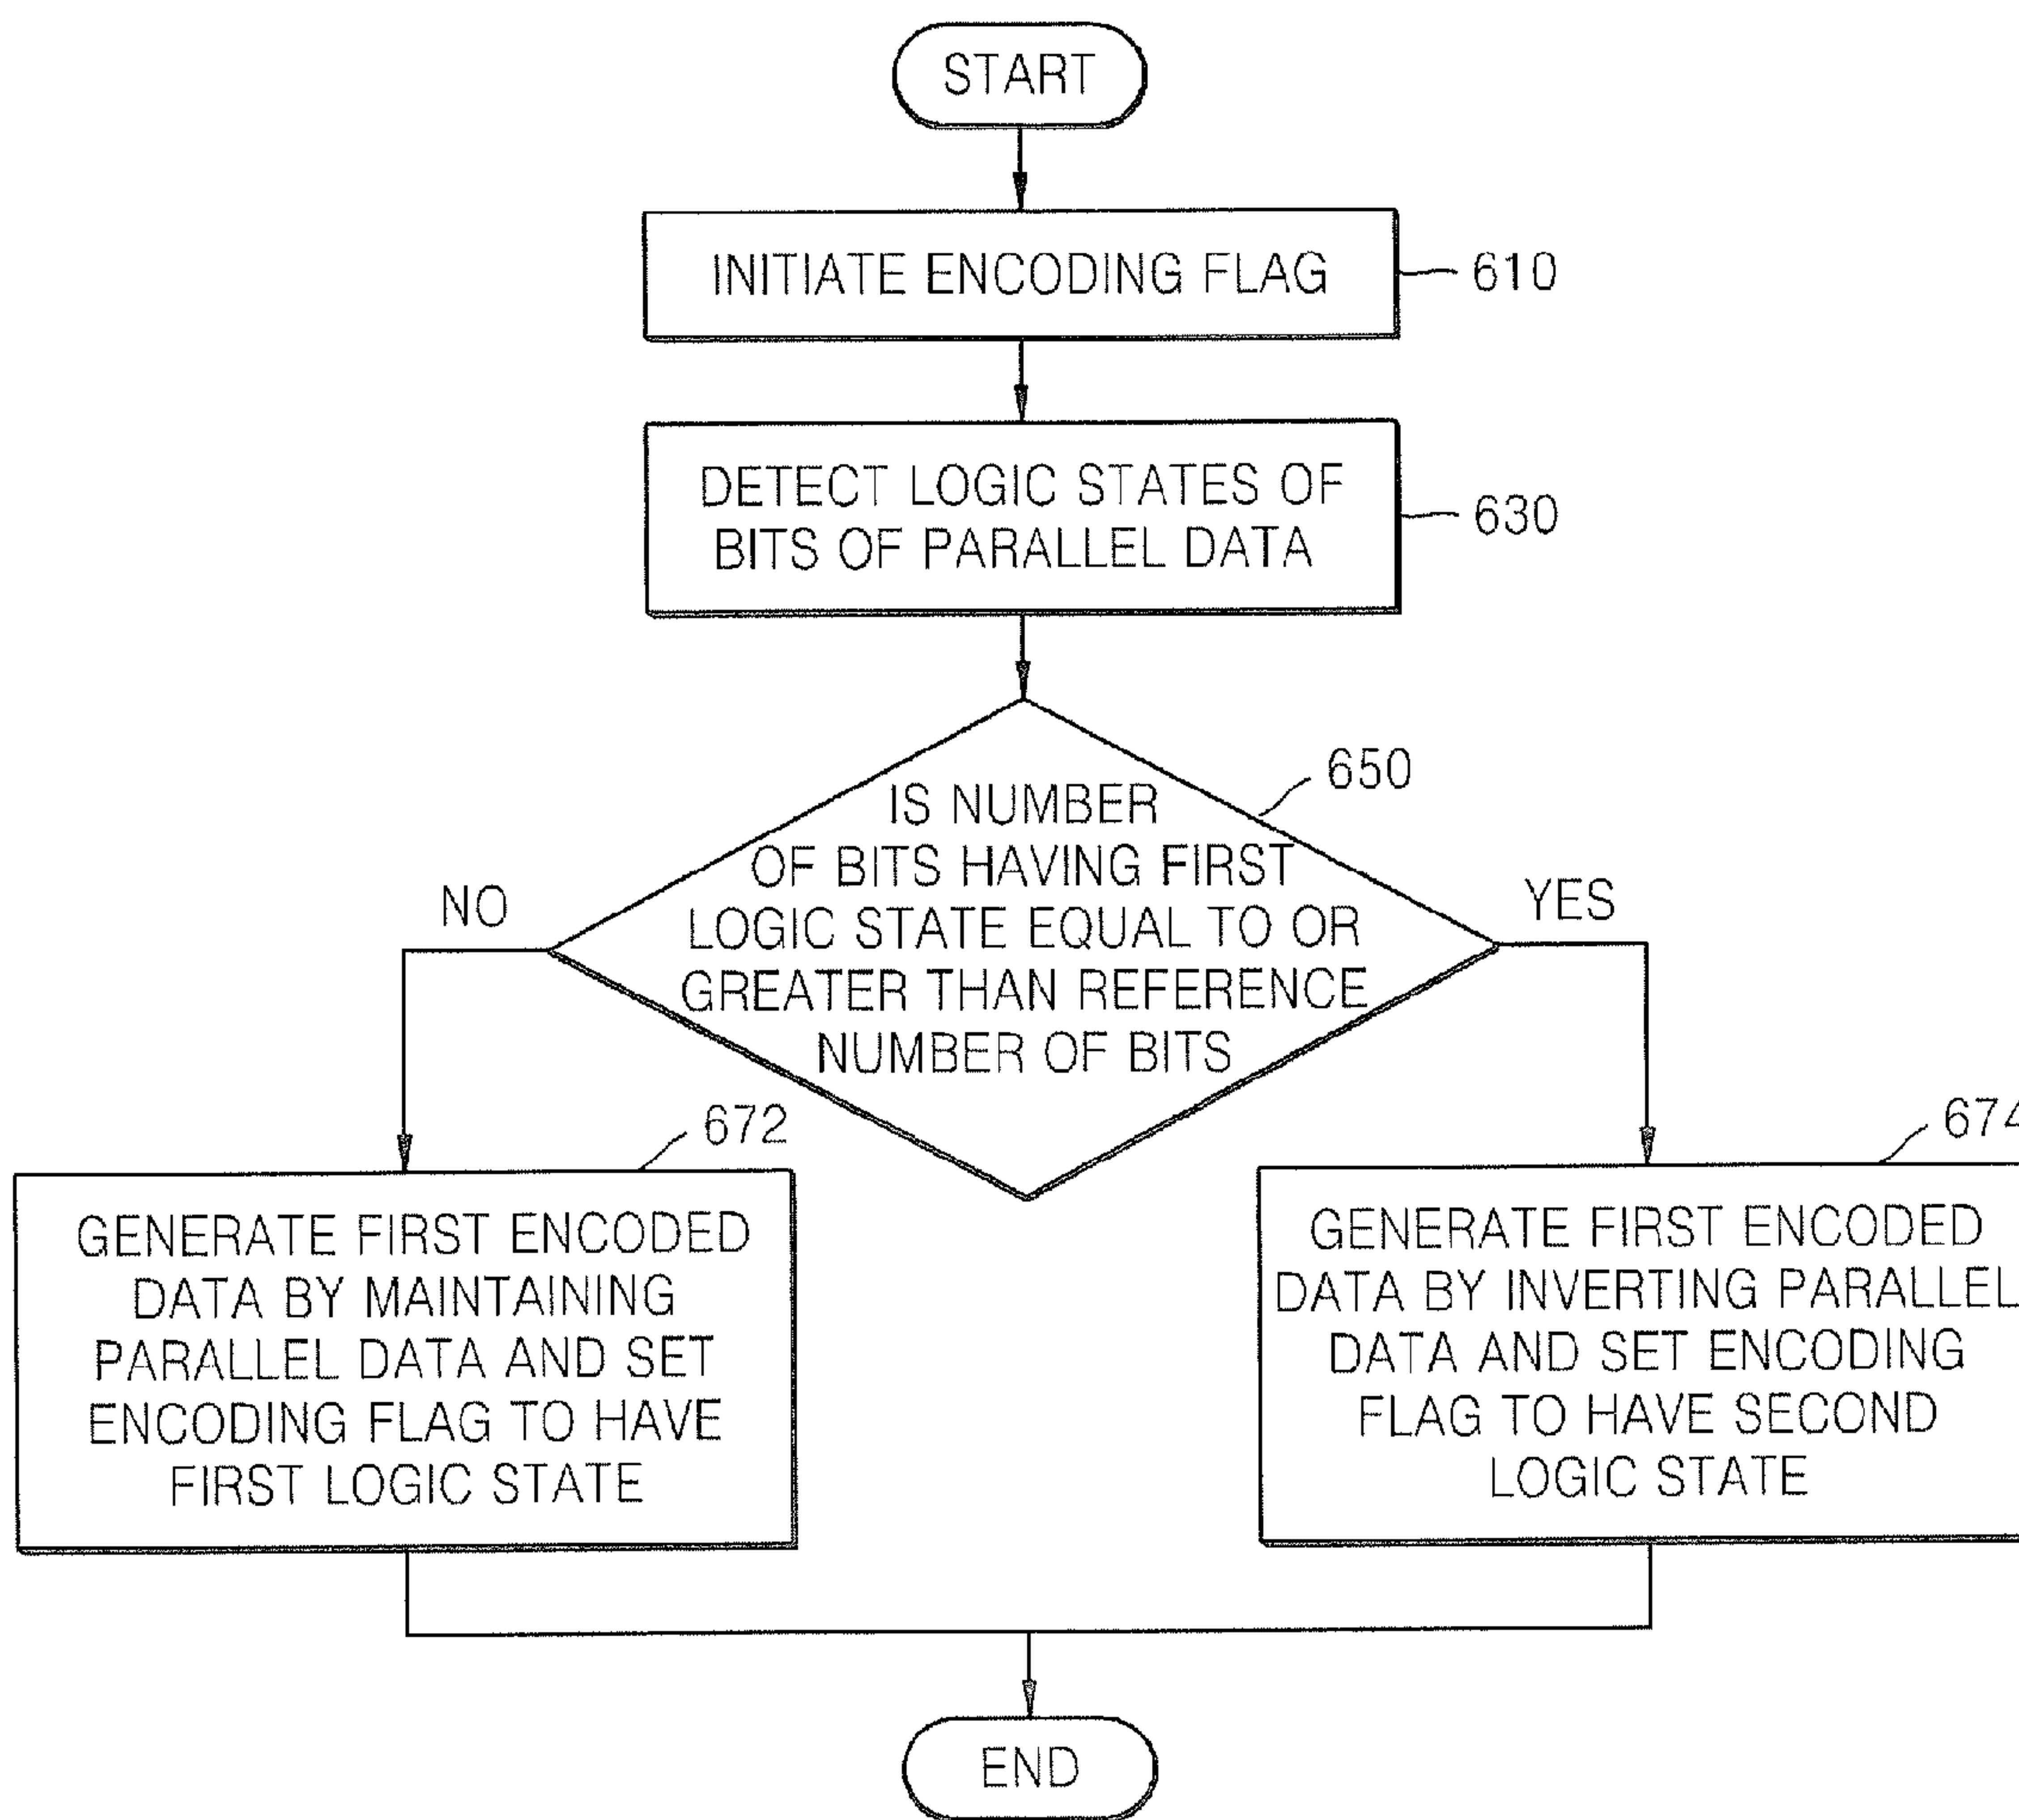 START
INITIATE ENCODING FLAG
610
DETECT LOGIC STATES OF
BITS OF PARALLEL DATA
630
650
IS NUMBER
OF BITS HAVING FIRST
LOGIC STATE EQUAL TO OR
GREATER THAN REFERENCE
NUMBER OF BITS
NO
YES
672
GENERATE FIRST ENCODED
DATA BY MAINTAINING
PARALLEL DATA AND SET
ENCODING FLAG TO HAVE
FIRST LOGIC STATE
674
GENERATE FIRST ENCODED
DATA BY INVERTING PARALLEL
DATA AND SET ENCODING
FLAG TO HAVE SECOND
LOGIC STATE
END